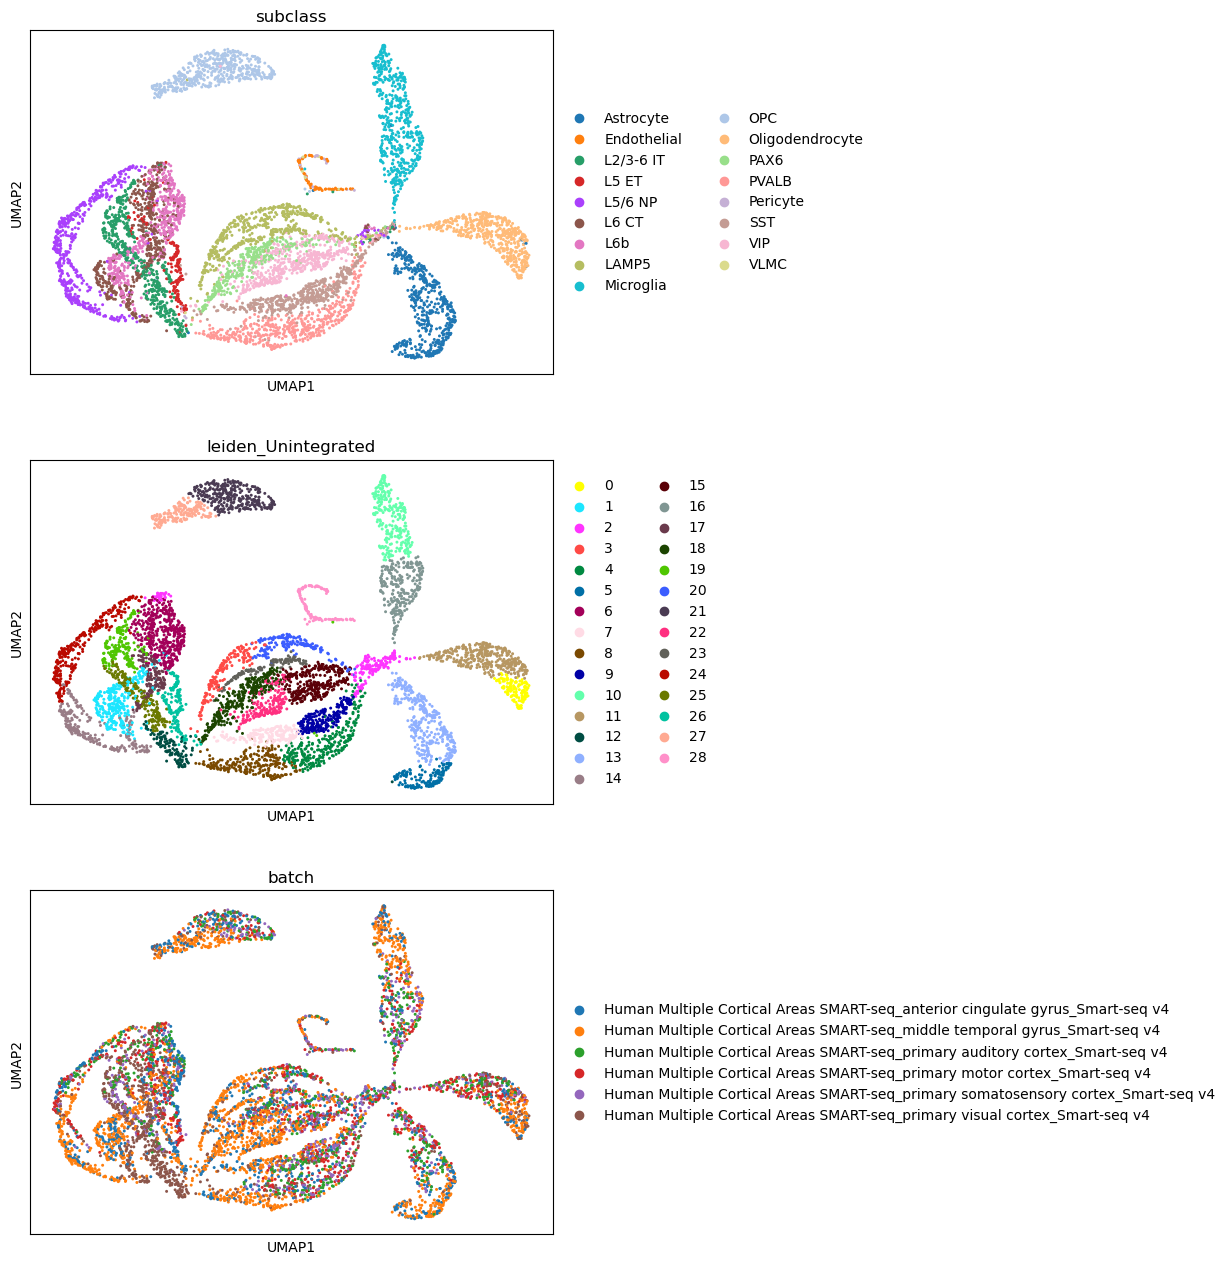 subclass
UMAP2
UMAP1
Astrocyte
Endothelial
L2/3-6 IT
L5 ET
L5/6 NP
L6 CT
L6b
LAMP5
Microglia
OPC
Oligodendrocyte
PAX6
PVALB
Pericyte
SST
VIP
VLMC
leiden_Unintegrated
UMAP2
UMAP1
0
1
2
3
4
5
6
7
8
9
10
11
12
13
14
15
16
17
18
19
20
21
22
23
24
25
26
27
28
batch
UMAP2
UMAP1
Human Multiple Cortical Areas SMART-seq_anterior cingulate gyrus_Smart-seq v4
Human Multiple Cortical Areas SMART-seq_middle temporal gyrus_Smart-seq v4
Human Multiple Cortical Areas SMART-seq_primary auditory cortex_Smart-seq v4
Human Multiple Cortical Areas SMART-seq_primary motor cortex_Smart-seq v4
Human Multiple Cortical Areas SMART-seq_primary somatosensory cortex_Smart-seq v4
Human Multiple Cortical Areas SMART-seq_primary visual cortex_Smart-seq v4